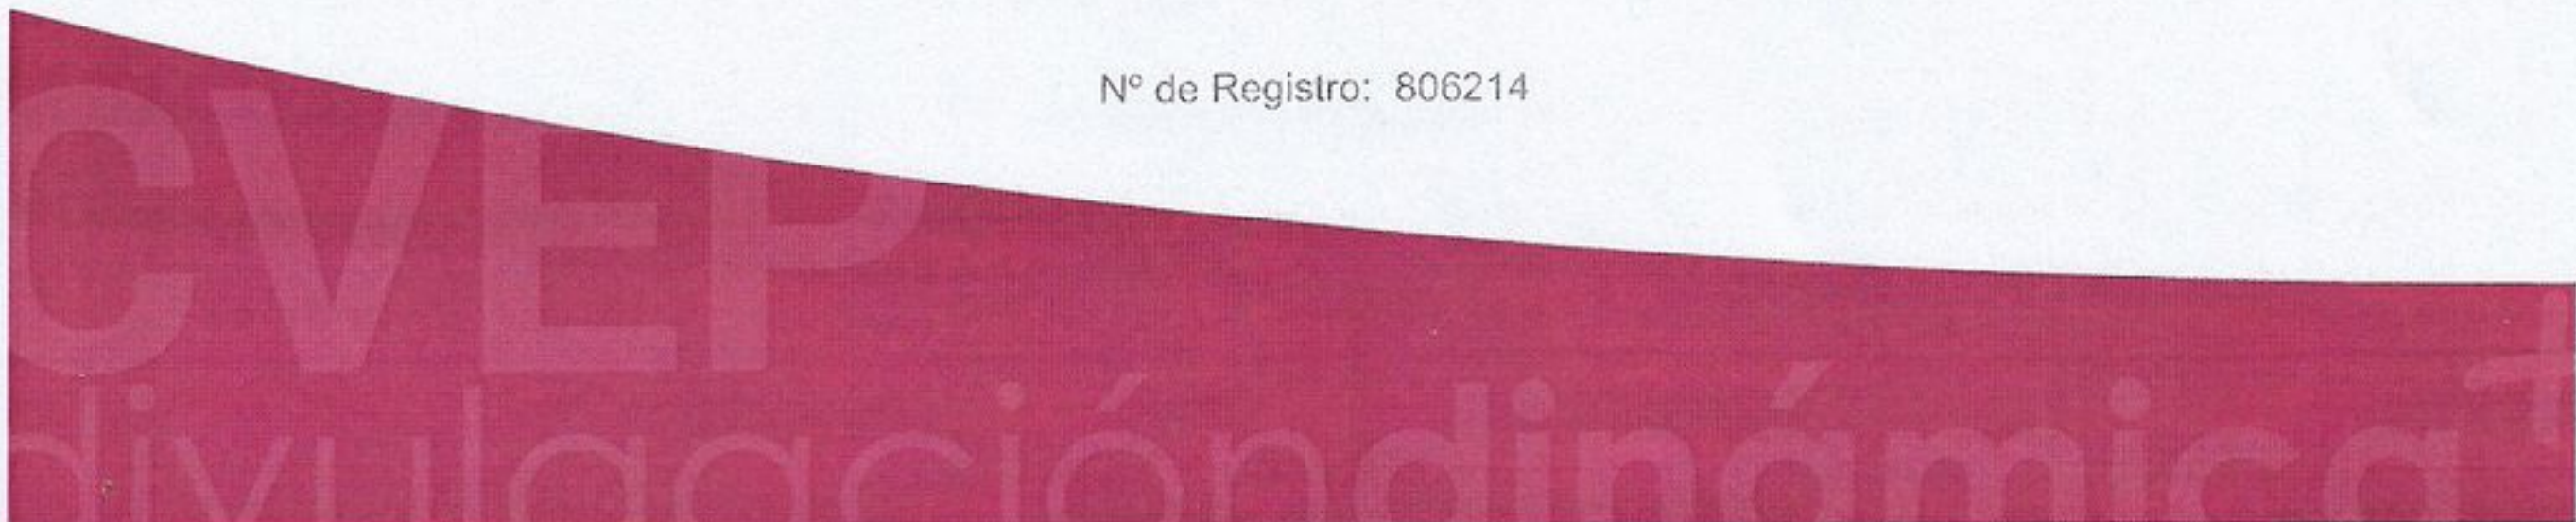 Nº de Registro: 806214
CVEP
divulgacióndinámica